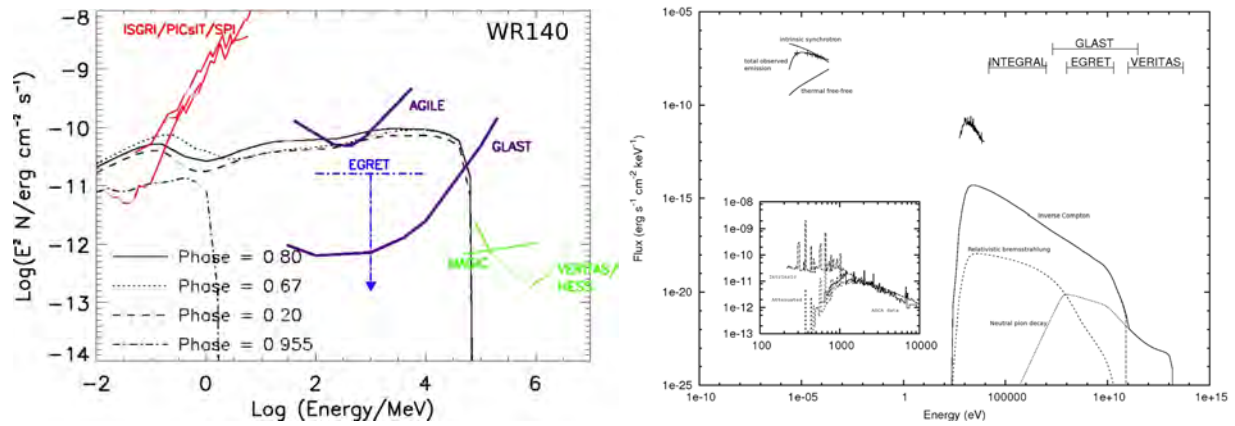 WR140
ISGRI/PICsIT/SPI
AGILE
GLAST
EGRET
MAGIC
VERITAS/
HESS
Phase = 0.80
Phase = 0.67
Phase = 0.20
Phase = 0.955
-8
-9
-10
-11
-12
-13
-14
Log(E² N/erg cm⁻² s⁻¹)
-2
0
2
4
6
Log (Energy/MeV)
1e-05
1e-10
1e-15
1e-20
1e-25
Flux (erg s⁻¹ cm⁻² keV⁻¹)
intrinsic synchrotron
total observed
emission
thermal free-free
GLAST
INTEGRAL
EGRET
VERITAS
Inverse Compton
Relativistic bremsstrahlung
Neutral pion decay
1e-08
1e-09
1e-10
1e-11
1e-12
1e-13
Intrinsic
Attenuated
ASCA data
100
1000
10000
1e-10
1e-05
1
100000
1e+10
1e+15
Energy (eV)